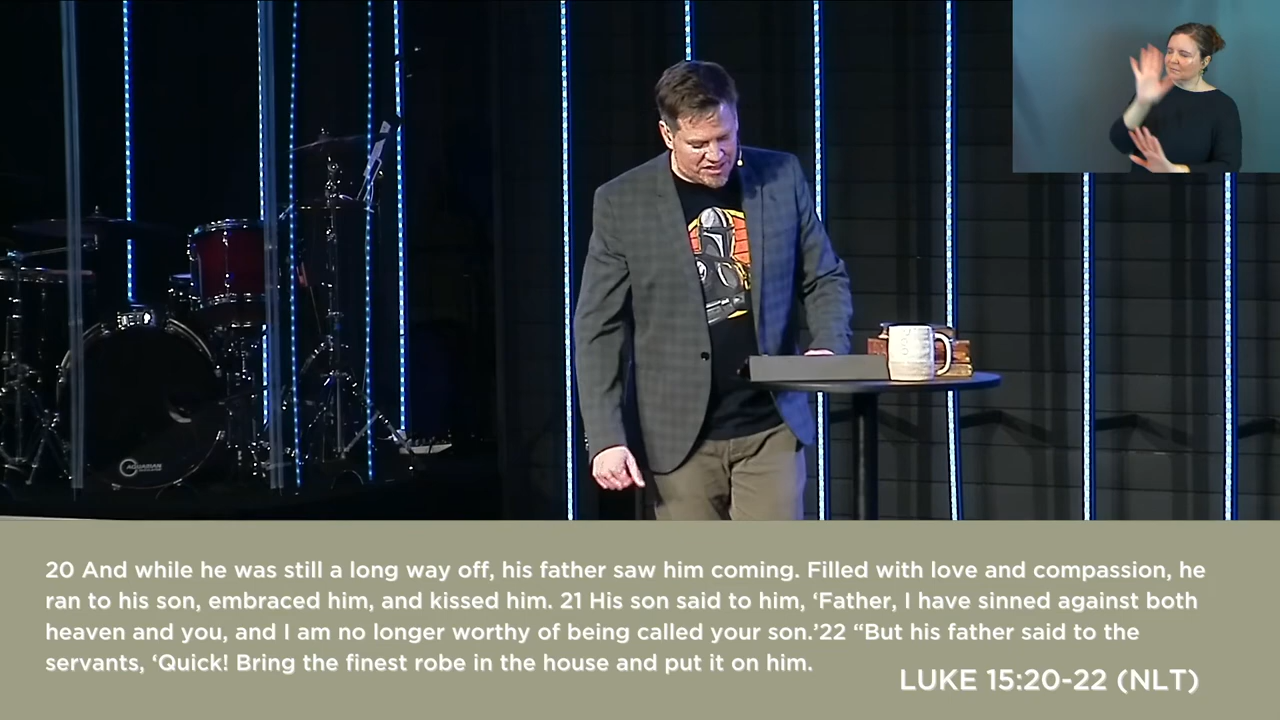 AQUARIAN
20 And while he was still a long way off, his father saw him coming. Filled with love and compassion, he
ran to his son, embraced him, and kissed him. 21 His son said to him, ‘Father, I have sinned against both
heaven and you, and I am no longer worthy of being called your son.’22 “But his father said to the
servants, ‘Quick! Bring the finest robe in the house and put it on him.
LUKE 15:20-22 (NLT)